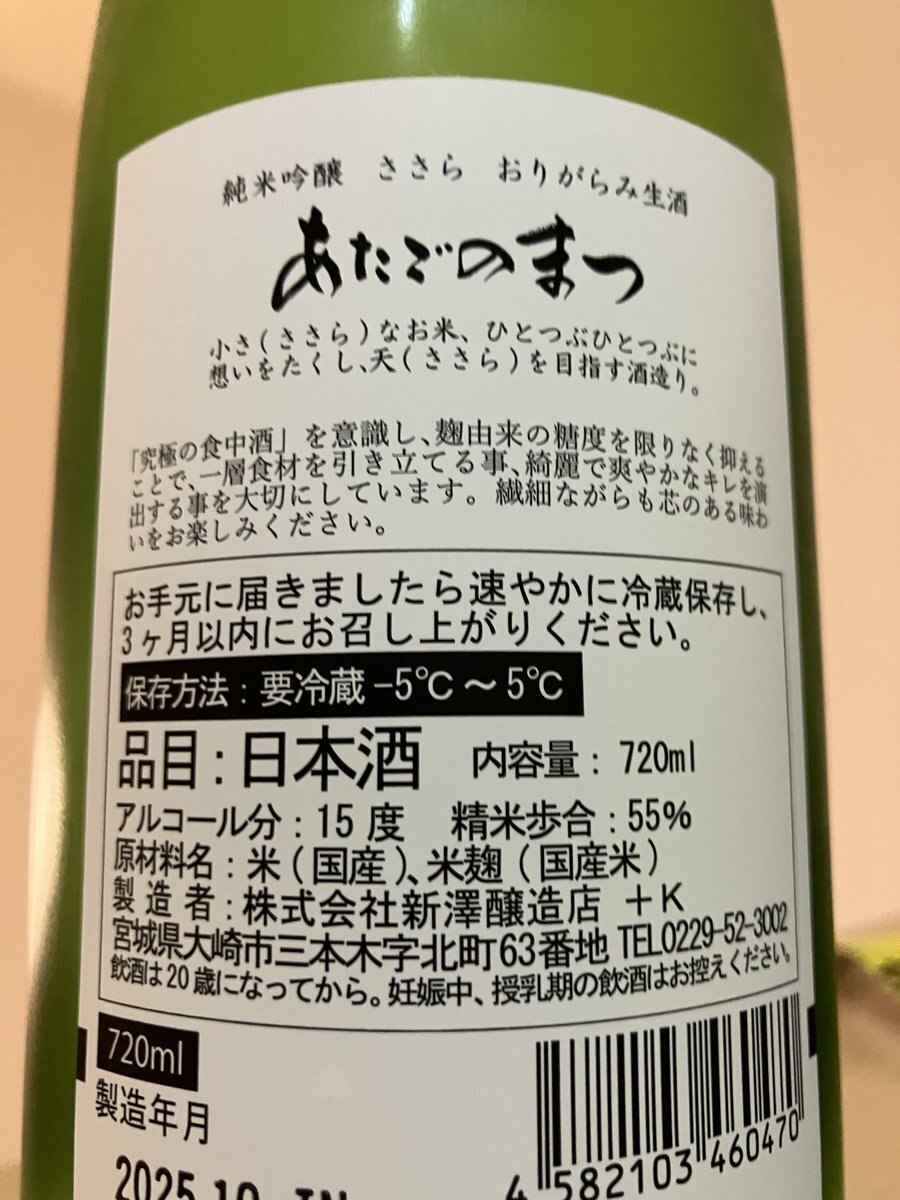 純米吟醸 ささら おりがらみ生酒
あたごのまつ
小さ(ささら)なお米、ひとつぶひとつぶに
想いをたくし、天(ささら)を目指す酒造り。
「究極の食中酒」を意識し、麹由来の糖度を限りなく抑える
ことで、一層食材を引き立てる事、綺麗で爽やかなキレを演
出する事を大切にしています。繊細ながらも芯のある味わ
いをお楽しみください。
お手元に届きましたら速やかに冷蔵保存し、
3ヶ月以内にお召し上がりください。
保存方法:要冷蔵 -5℃〜5℃
品目:日本酒 内容量:720ml
アルコール分:15度 精米歩合:55%
原材料名:米(国産)、米麹(国産米)
製造者:株式会社新澤醸造店 +K
宮城県大崎市三本木字北町63番地 TEL0229-52-3002
飲酒は20歳になってから。妊娠中、授乳期の飲酒はお控えください。
720ml
製造年月
2025.10
4 582103 460470